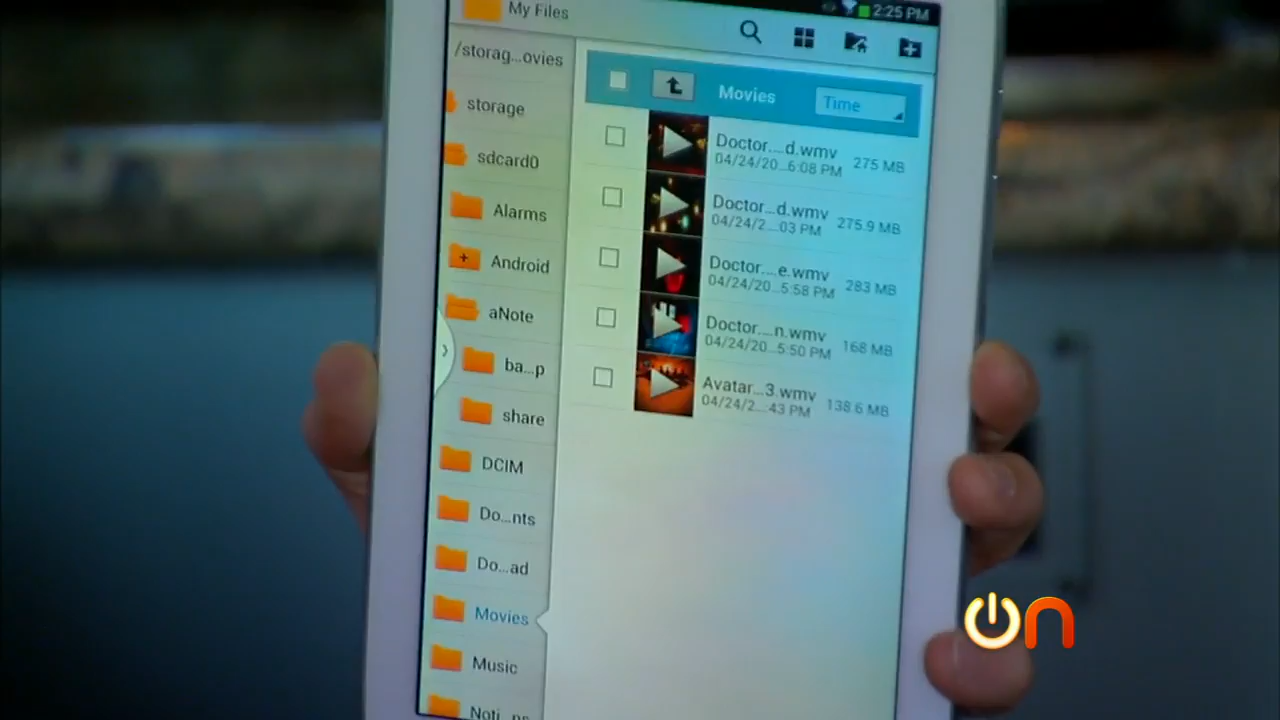 My Files
2:25 PM
/storag...ovies
storage
sdcard0
Alarms
Android
aNote
ba...p
share
DCIM
Do...nts
Do...ad
Movies
Music
Noti...ns
Movies
Time
Doctor....d.wmv
04/24/20...6:08 PM 275 MB
Doctor...d.wmv
04/24/2...03 PM 275.9 MB
Doctor....e.wmv
04/24/20...5:58 PM 283 MB
Doctor....n.wmv
04/24/20...5:50 PM 168 MB
Avatar...3.wmv
04/24/2...43 PM 138.6 MB
on